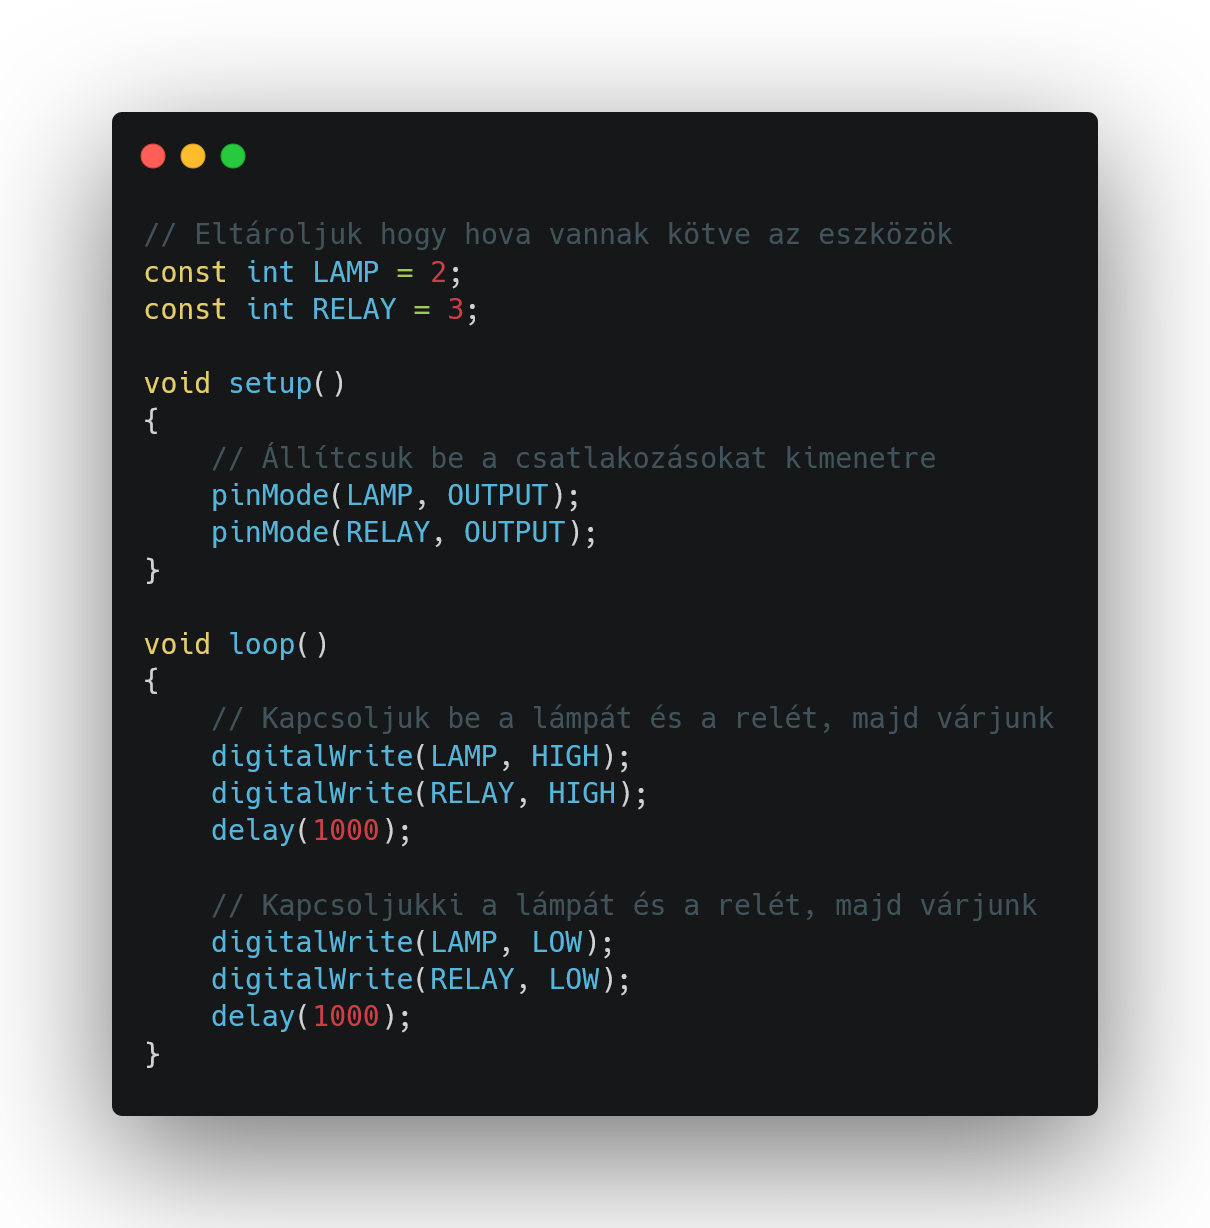 // Eltároljuk hogy hova vannak kötve az eszközök
const int LAMP = 2;
const int RELAY = 3;

void setup()
{
    // Állítcsuk be a csatlakozásokat kimenetre
    pinMode(LAMP, OUTPUT);
    pinMode(RELAY, OUTPUT);
}

void loop()
{
    // Kapcsoljuk be a lámpát és a relét, majd várjunk
    digitalWrite(LAMP, HIGH);
    digitalWrite(RELAY, HIGH);
    delay(1000);

    // Kapcsoljukki a lámpát és a relét, majd várjunk
    digitalWrite(LAMP, LOW);
    digitalWrite(RELAY, LOW);
    delay(1000);
}